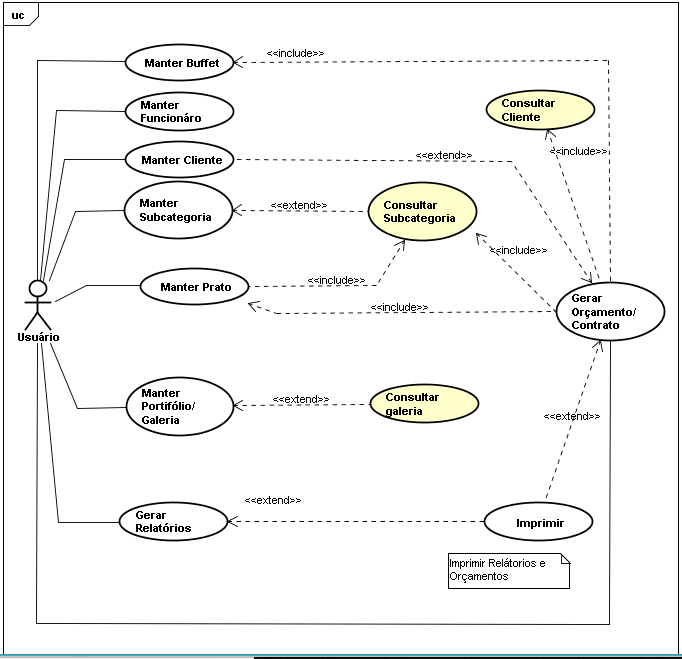 uc
<<include>>
Manter Buffet
Manter
Funcionáro
Consultar
Cliente
Manter Cliente
<<extend>>
<<include>>
Manter
Subcategoria
<<extend>>
Consultar
Subcategoria
<<include>>
Manter Prato
<<include>>
<<include>>
Gerar
Orçamento/
Contrato
Usuário
Manter
Portifólio/
Galeria
<<extend>>
Consultar
galeria
<<extend>>
Gerar
Relatórios
<<extend>>
Imprimir
Imprimir Relátorios e
Orçamentos